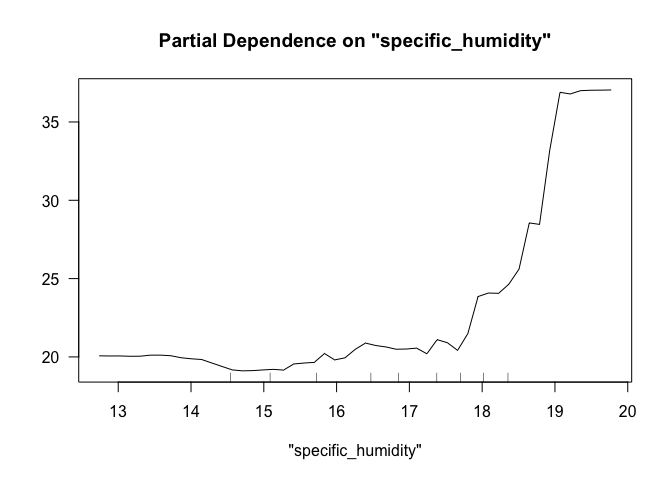 Partial Dependence on "specific_humidity"
35
30
25
20
13 14 15 16 17 18 19 20
"specific_humidity"